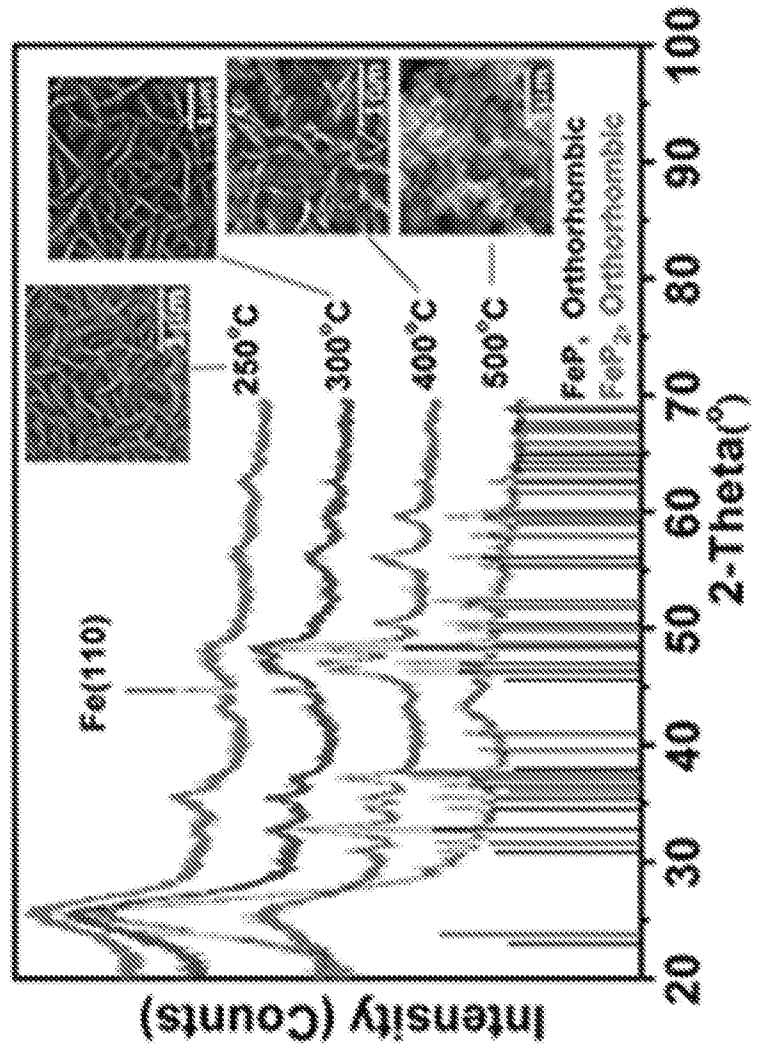 Intensity (Counts)
Fe(110)
250°C
300°C
400°C
500°C
FeP, Orthorhombic
FeP2, Orthorhombic
20 30 40 50 60 70 80 90 100
2-Theta(°)